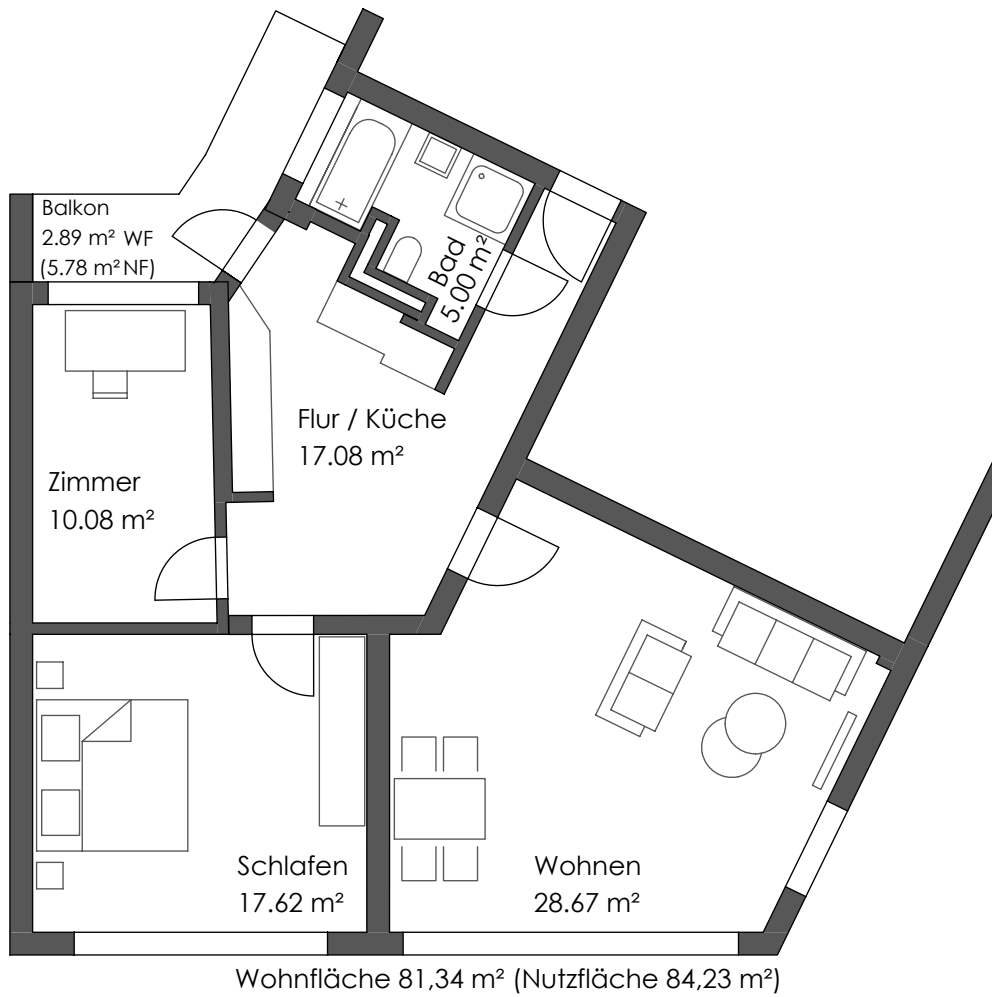 Balkon
2.89 m² WF
(5.78 m² NF)
Bad
5.00 m²
Flur / Küche
17.08 m²
Zimmer
10.08 m²
Schlafen
17.62 m²
Wohnen
28.67 m²
Wohnfläche 81,34 m² (Nutzfläche 84,23 m²)